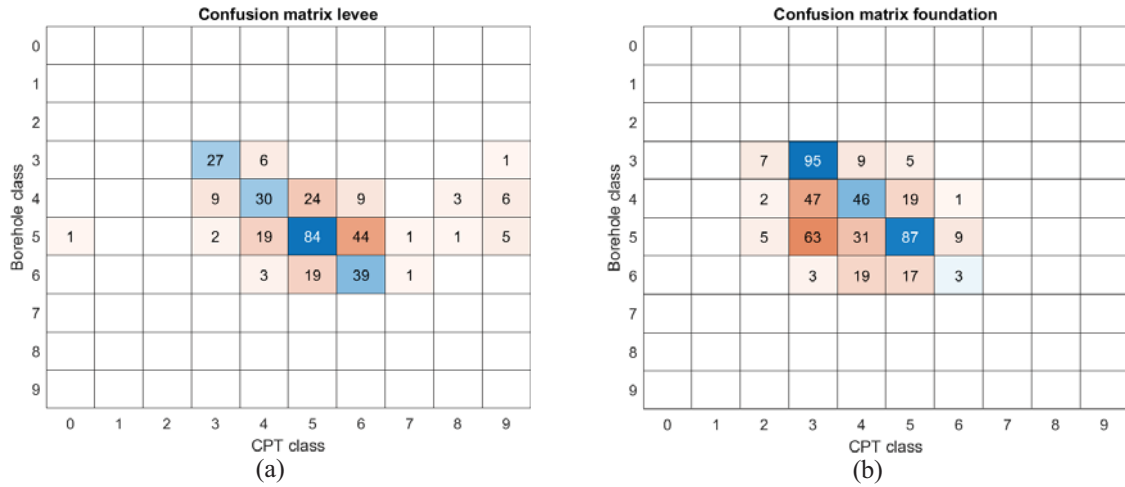 Confusion matrix levee
0
1
2
3 27 6 1
4 9 30 24 9 3 6
5 1 2 19 84 44 1 1 5
6 3 19 39 1
7
8
9
0 1 2 3 4 5 6 7 8 9
Borehole class
CPT class
(a)
Confusion matrix foundation
0
1
2
3 7 95 9 5
4 2 47 46 19 1
5 5 63 31 87 9
6 3 19 17 3
7
8
9
0 1 2 3 4 5 6 7 8 9
Borehole class
CPT class
(b)